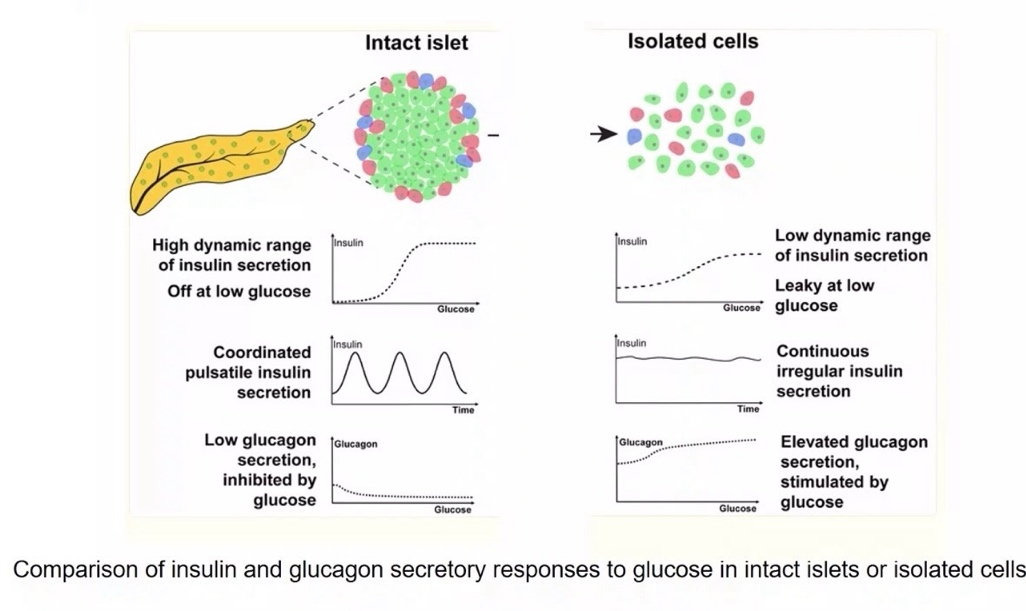 Intact islet
Isolated cells
High dynamic range
of insulin secretion
Off at low glucose
Insulin
Glucose
Insulin
Glucose
Low dynamic range
of insulin secretion
Leaky at low
glucose
Coordinated
pulsatile insulin
secretion
Insulin
Time
Insulin
Time
Continuous
irregular insulin
secretion
Low glucagon
secretion,
inhibited by
glucose
Glucagon
Glucose
Glucagon
Glucose
Elevated glucagon
secretion,
stimulated by
glucose
Comparison of insulin and glucagon secretory responses to glucose in intact islets or isolated cells